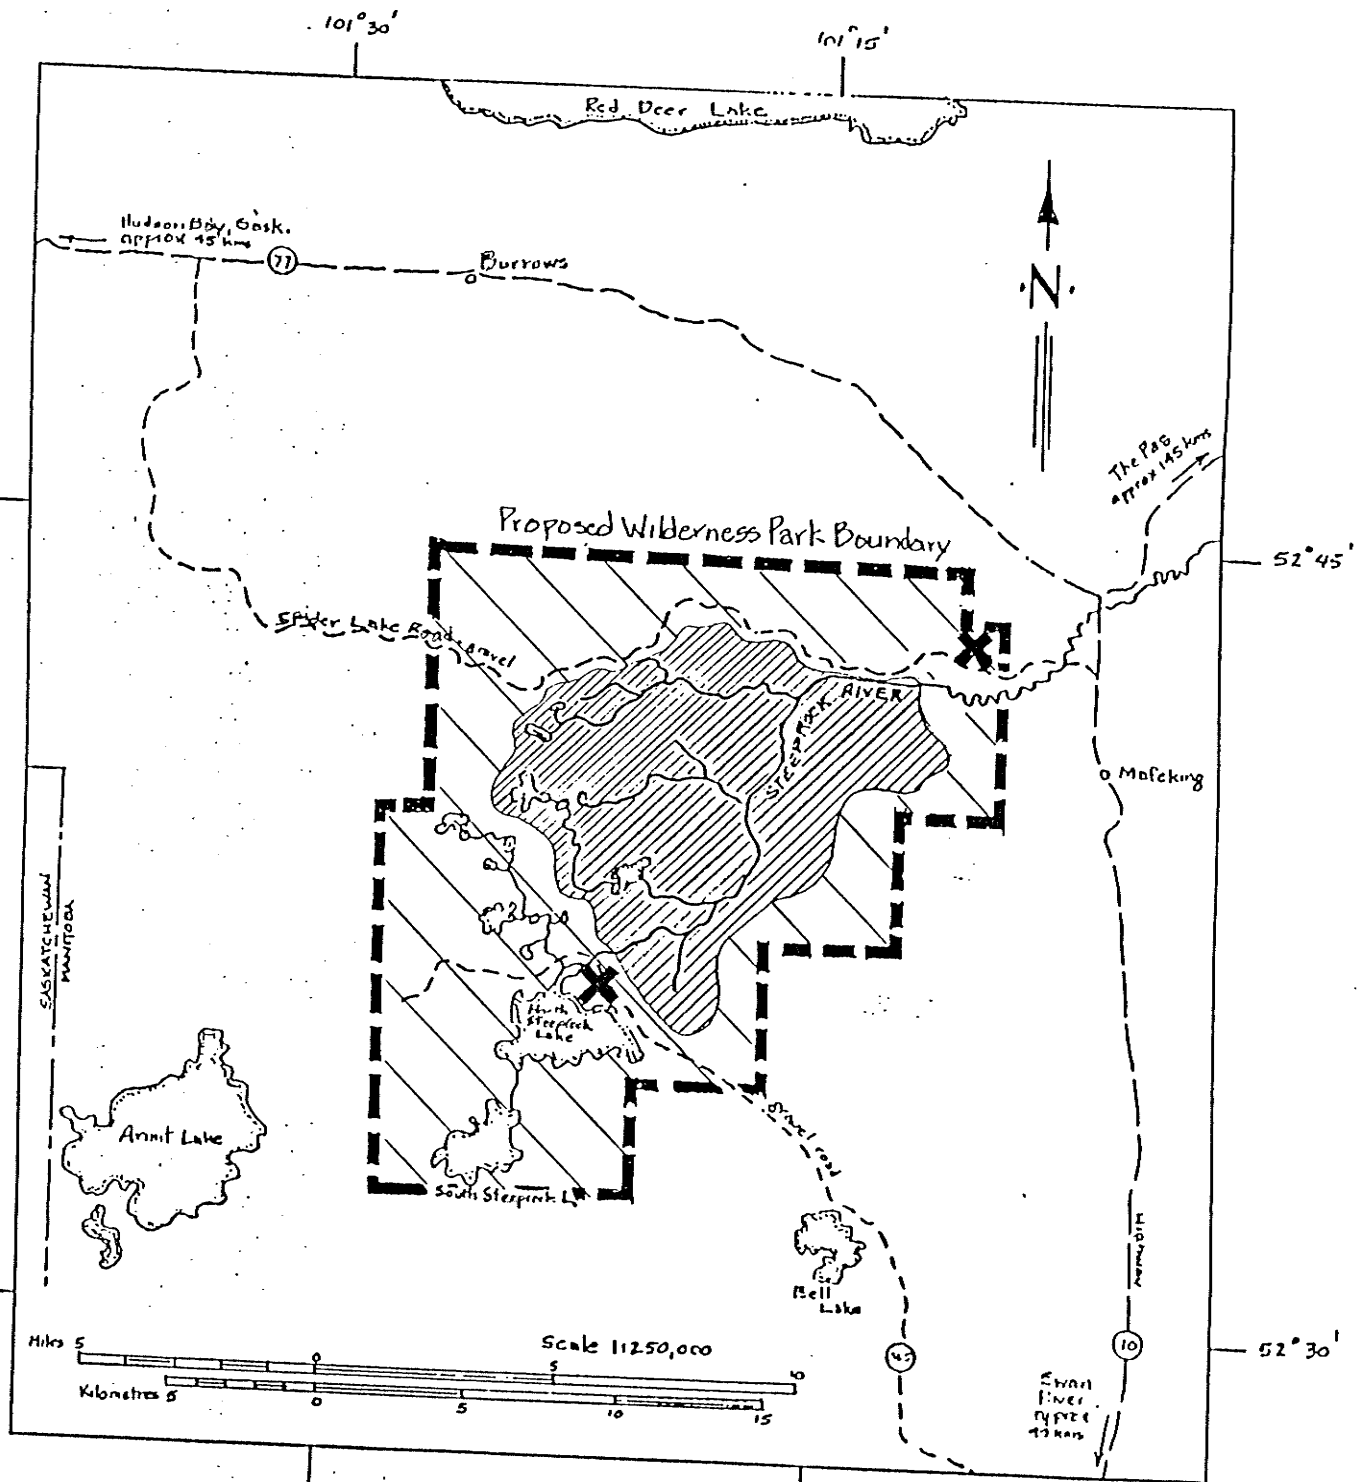 101°30'
101°15'
Red Deer Lake
Hudson Bay, Sask.
approx 45 kms
77
Burrows
N
The Pas
approx 145 kms
Proposed Wilderness Park Boundary
52°45'
Spider Lake Road-gravel
STEEPROCK RIVER
Mafeking
SASKATCHEWAN
MANITOBA
North
Steeprock
Lake
Armit Lake
South Steeprock L.
Gravel road
Bell
Lake
Highway
10
52°30'
Miles 5 0 5
Scale 1:250,000
Kilometres 5 0 5 10 15
Swan
River
approx
kms